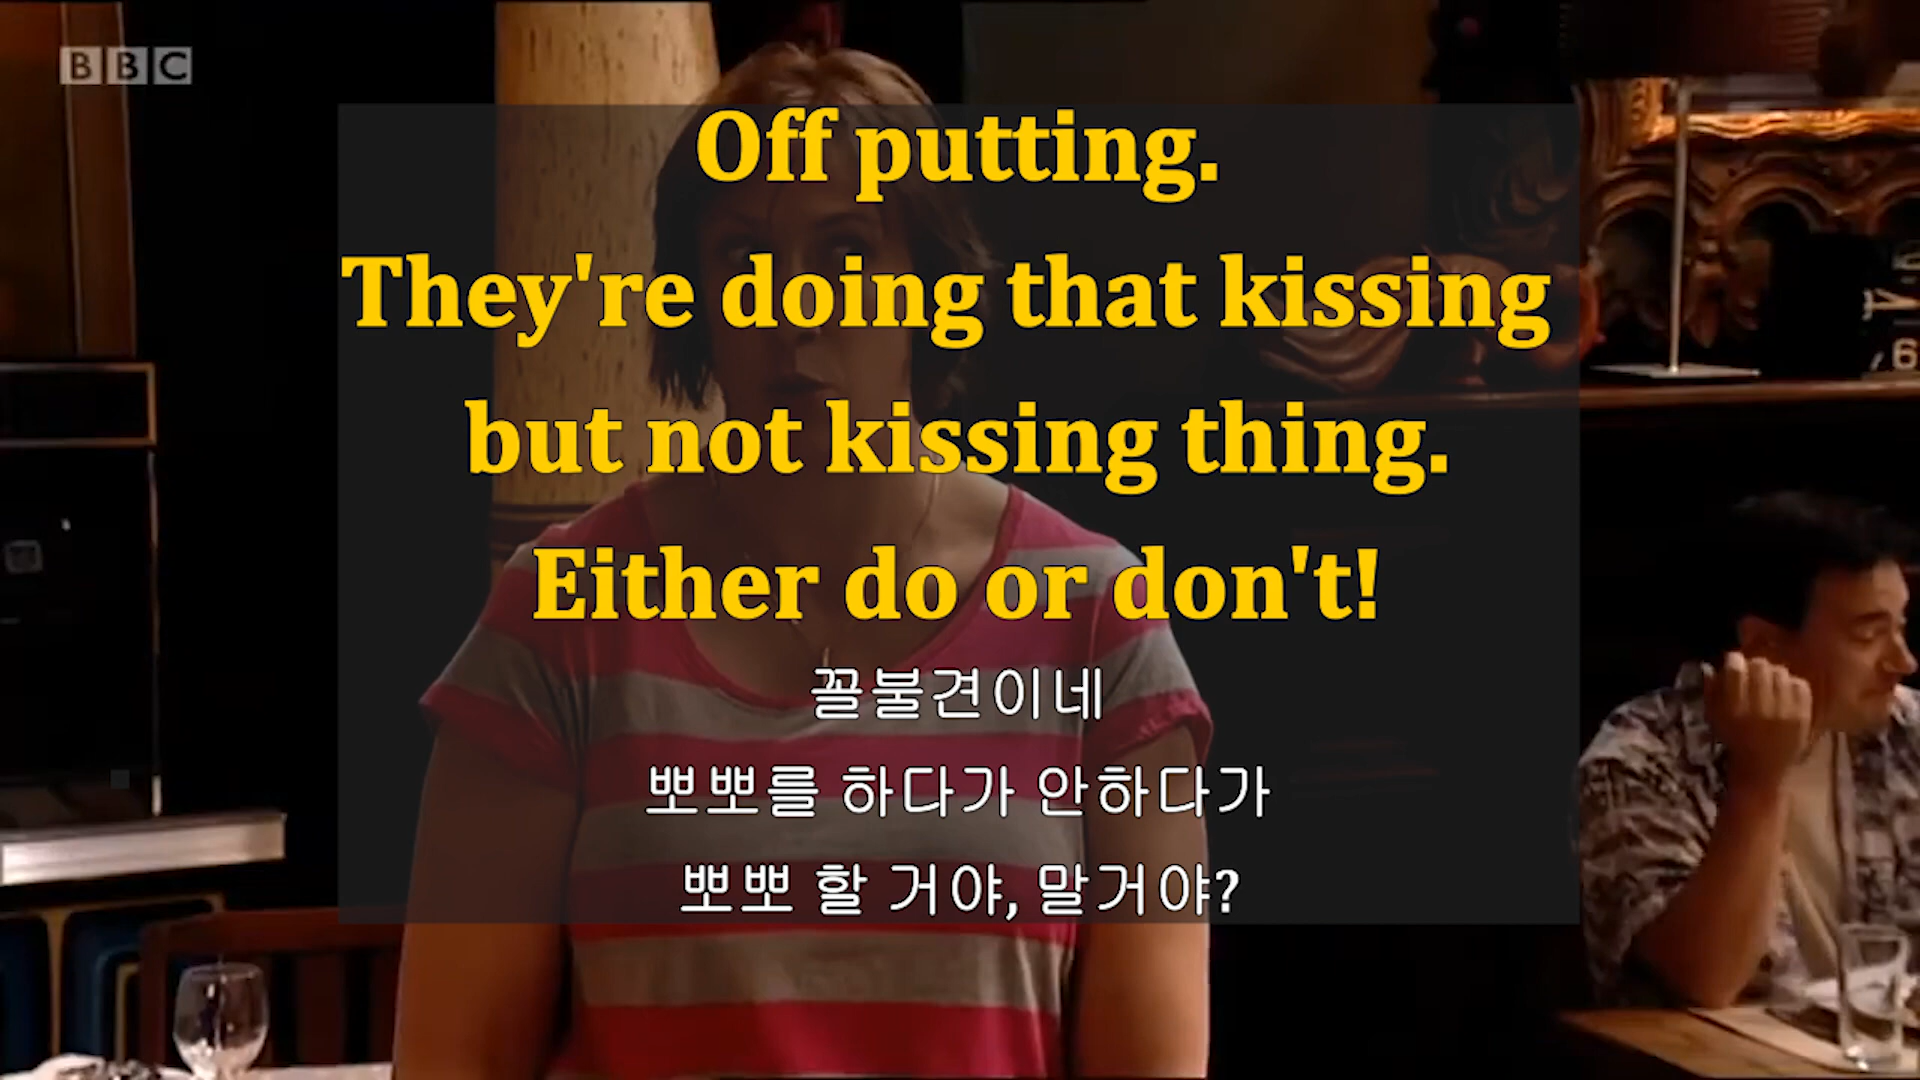 BBC
Off putting.
They're doing that kissing
but not kissing thing.
Either do or don't!
꼴불견이네
뽀뽀를 하다가 안하다가
뽀뽀 할 거야, 말거야?
6